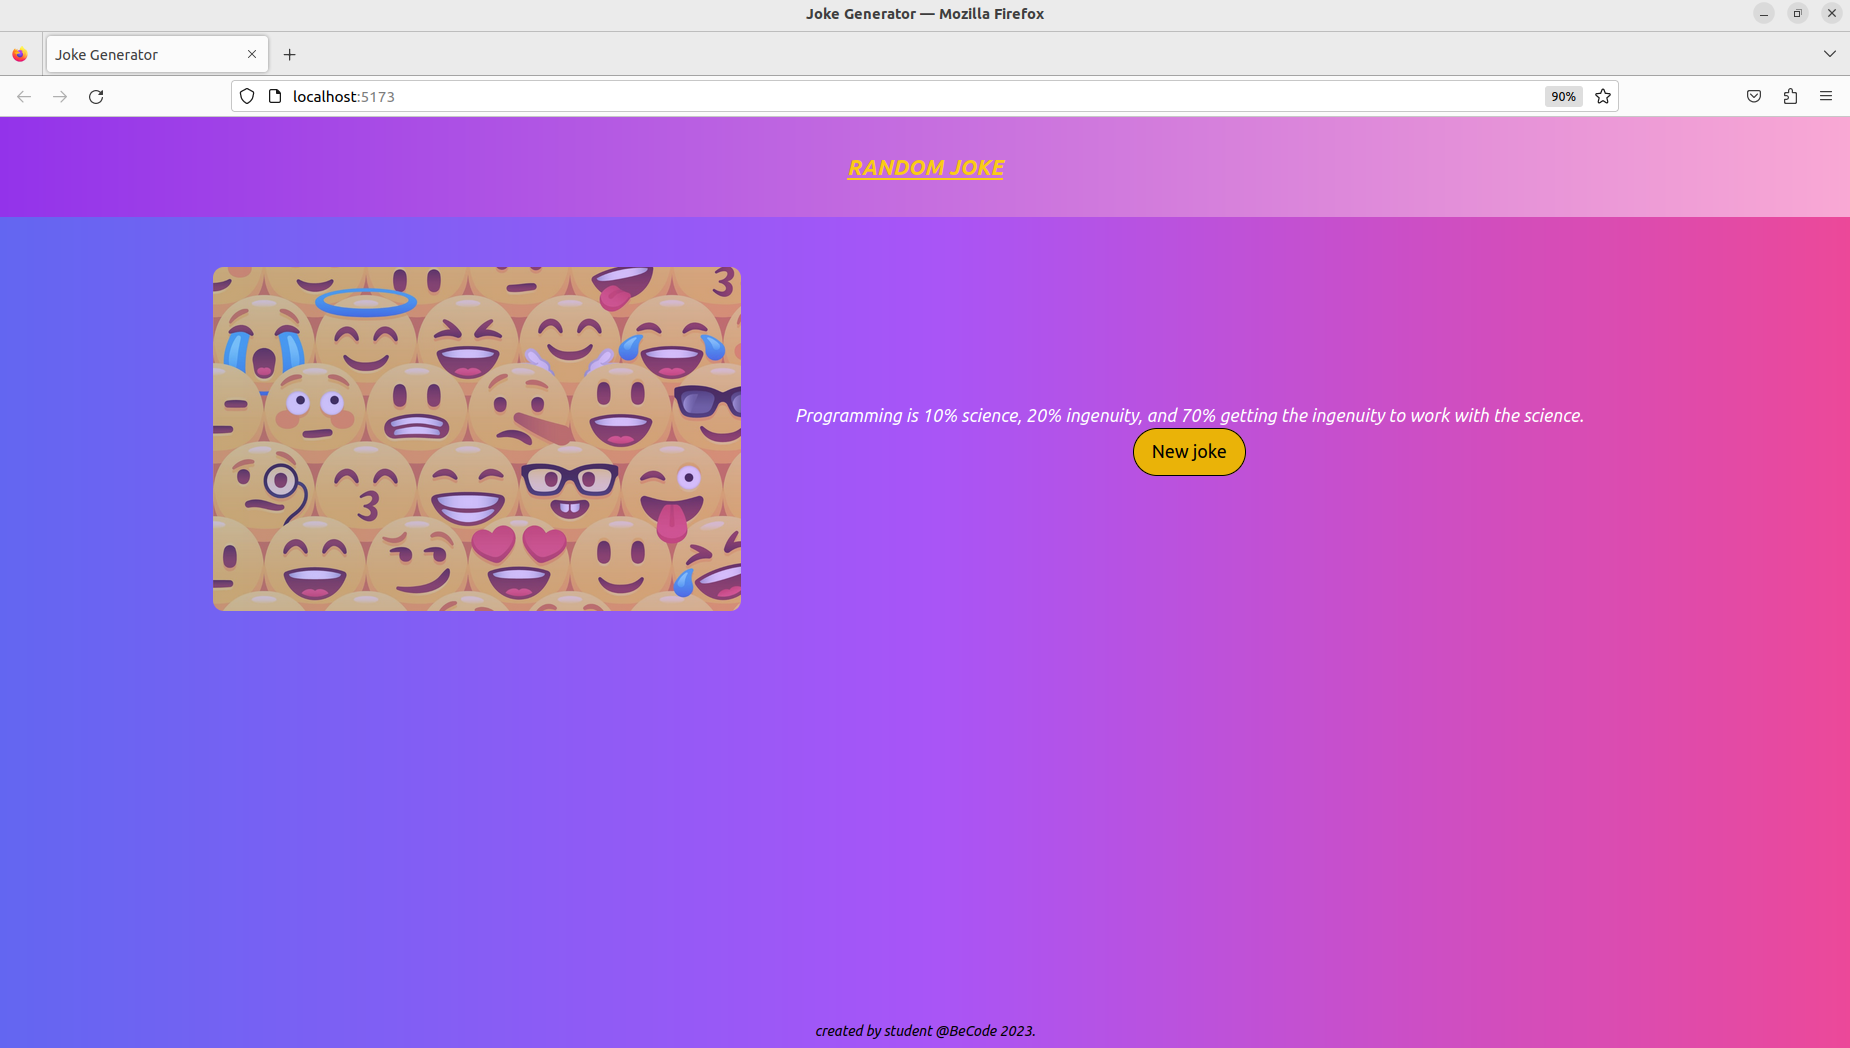 Joke Generator — Mozilla Firefox
Joke Generator
localhost:5173
90%
RANDOM JOKE
Programming is 10% science, 20% ingenuity, and 70% getting the ingenuity to work with the science.
New joke
created by student @BeCode 2023.